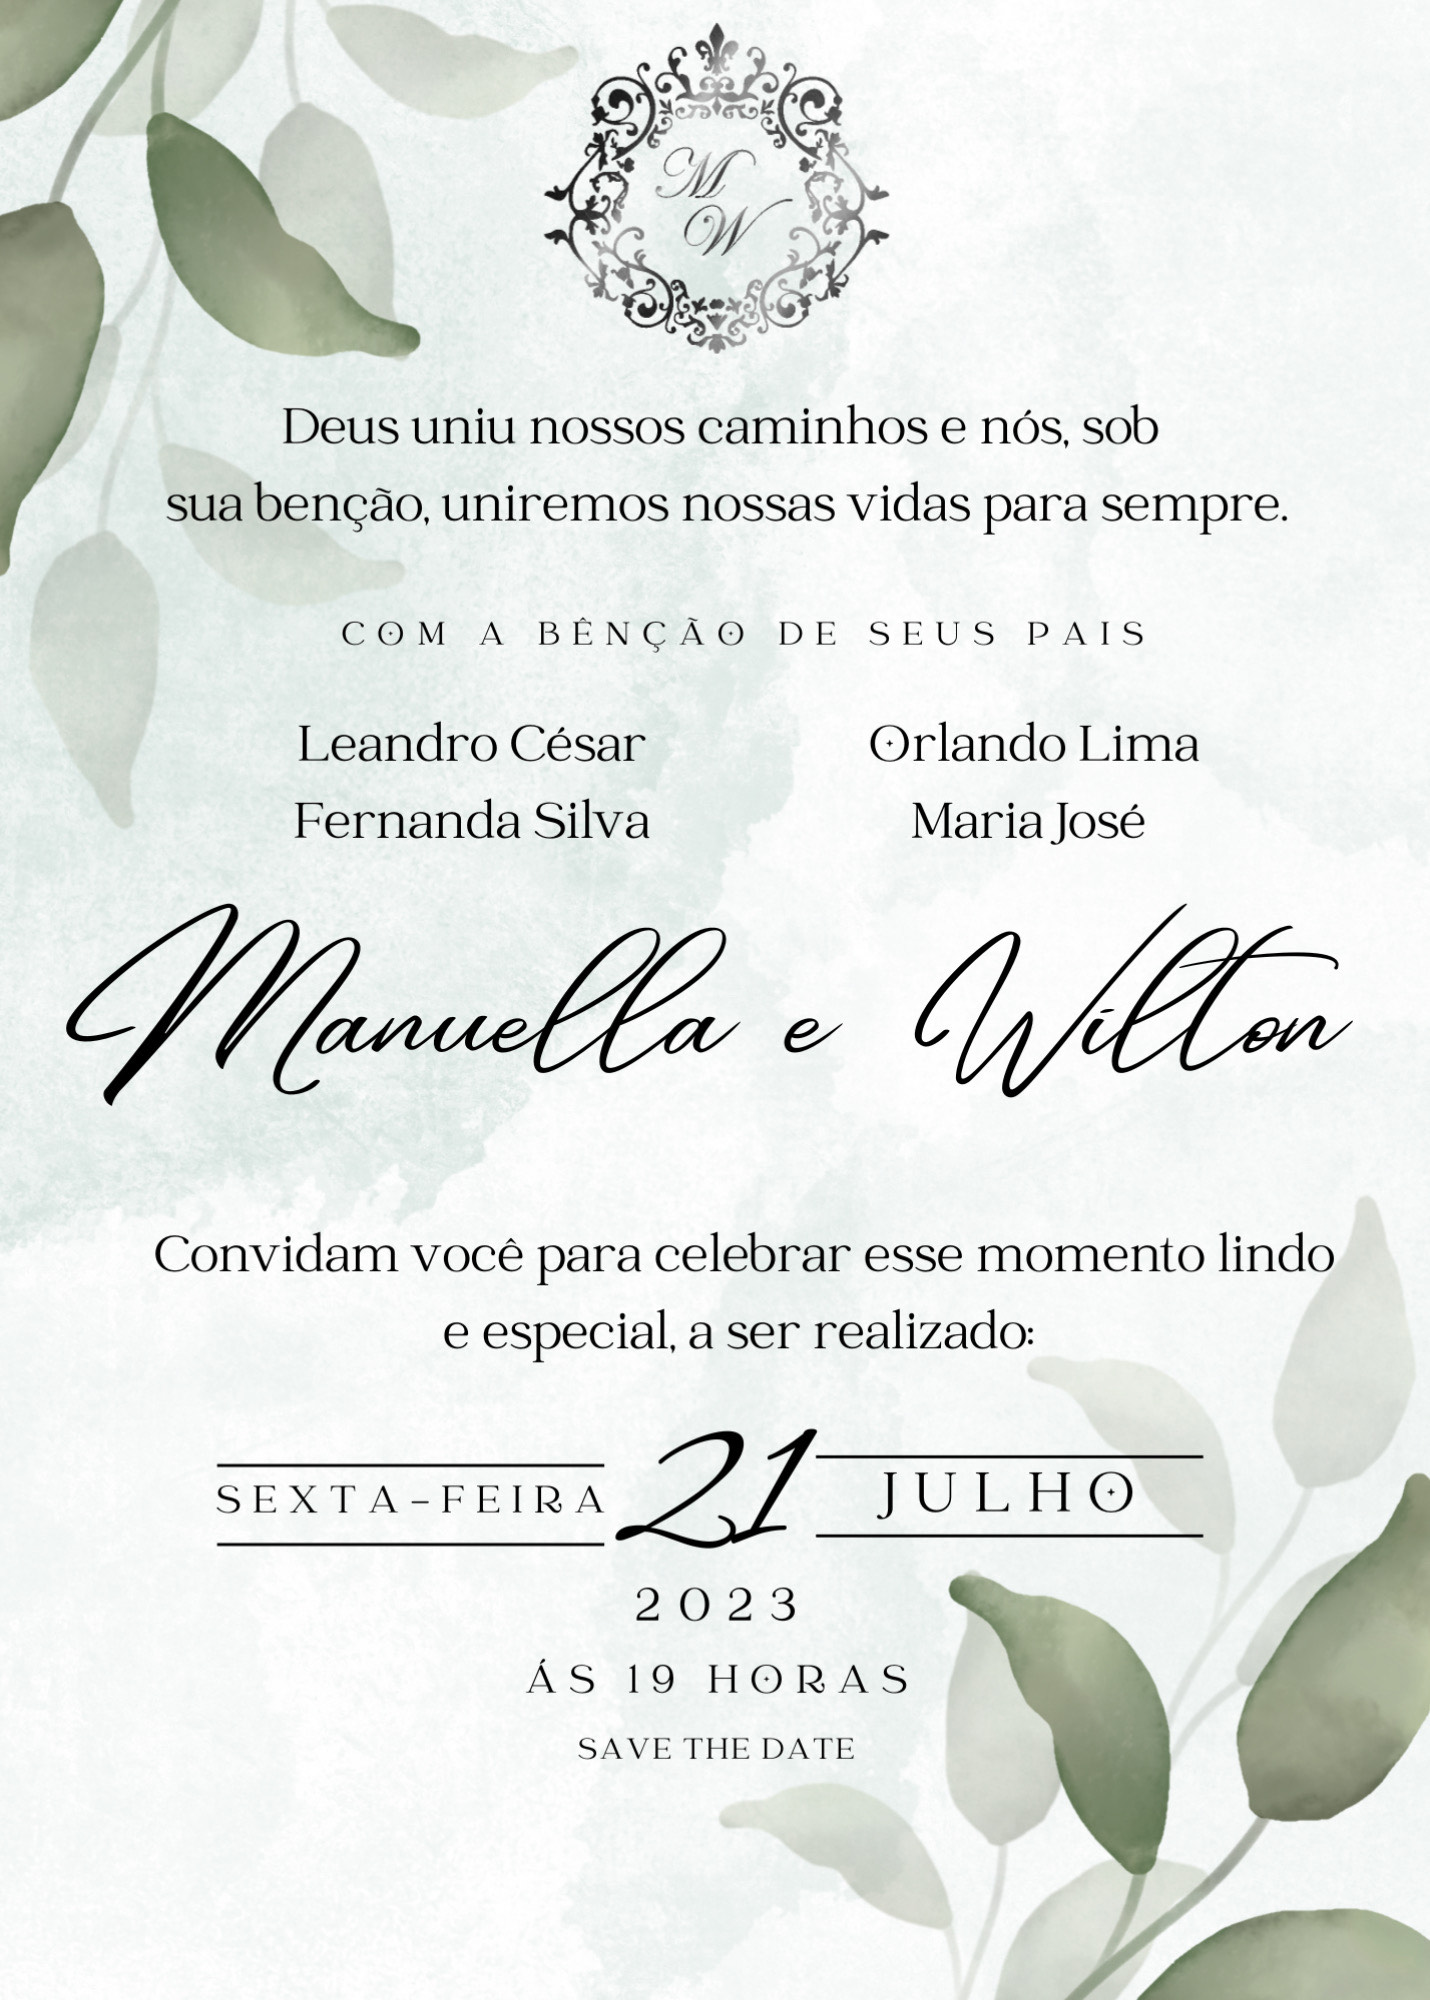 M
W
Deus uniu nossos caminhos e nós, sob
sua benção, uniremos nossas vidas para sempre.
COM A BÊNÇÃO DE SEUS PAIS
Leandro César
Fernanda Silva
Orlando Lima
Maria José
Manuella e Wilton
Convidam você para celebrar esse momento lindo
e especial, a ser realizado:
SEXTA-FEIRA 21 JULHO
2023
ÁS 19 HORAS
SAVE THE DATE